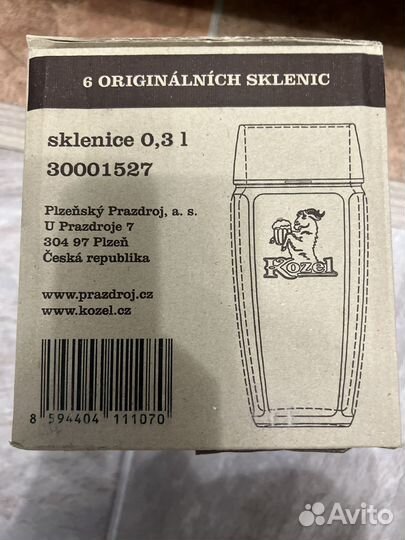 6 ORIGINÁLNÍCH SKLENIC
sklenice 0,3 l
30001527
Plzeňský Prazdroj, a. s.
U Prazdroje 7
304 97 Plzeň
Česká republika
www.prazdroj.cz
www.kozel.cz
Kozel
8 594404 111070
Avito